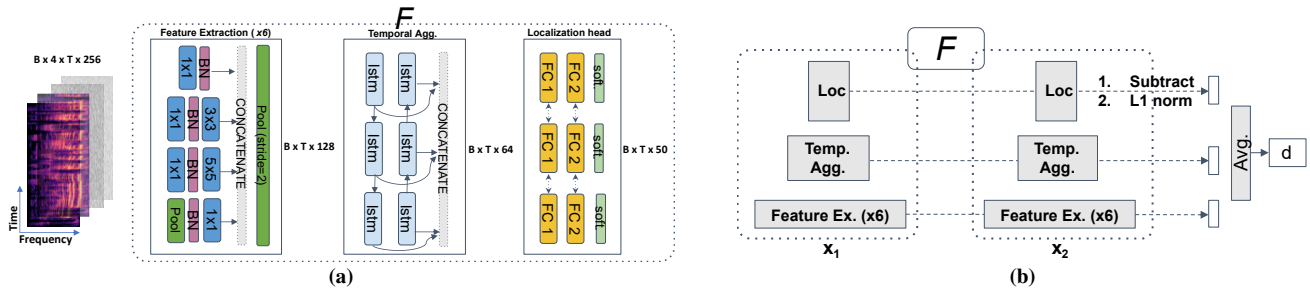 F
Feature Extraction ( x6)
Temporal Agg.
Localization head
B x 4 x T x 256
1x1
BN
1x1
BN
3x3
1x1
BN
5x5
Pool
BN
1x1
CONCATENATE
Pool (stride=2)
B x T x 128
lstm
lstm
lstm
lstm
lstm
lstm
CONCATENATE
B x T x 64
FC 1
FC 2
soft.
FC 1
FC 2
soft.
FC 1
FC 2
soft.
B x T x 50
Time
Frequency
(a)
F
Loc
Loc
1. Subtract
2. L1 norm
Temp.
Agg.
Temp.
Agg.
Avg.
d
Feature Ex. (x6)
Feature Ex. (x6)
x1
x2
(b)